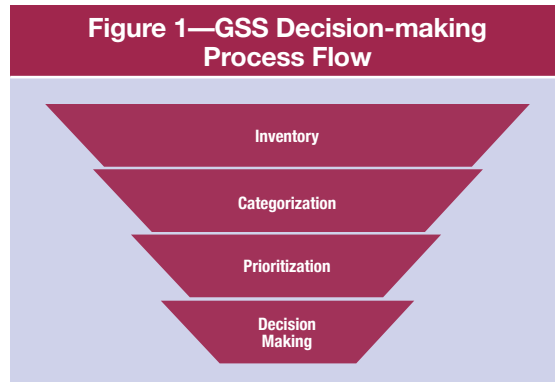 Figure 1—GSS Decision-making
Process Flow
Inventory
Categorization
Prioritization
Decision
Making